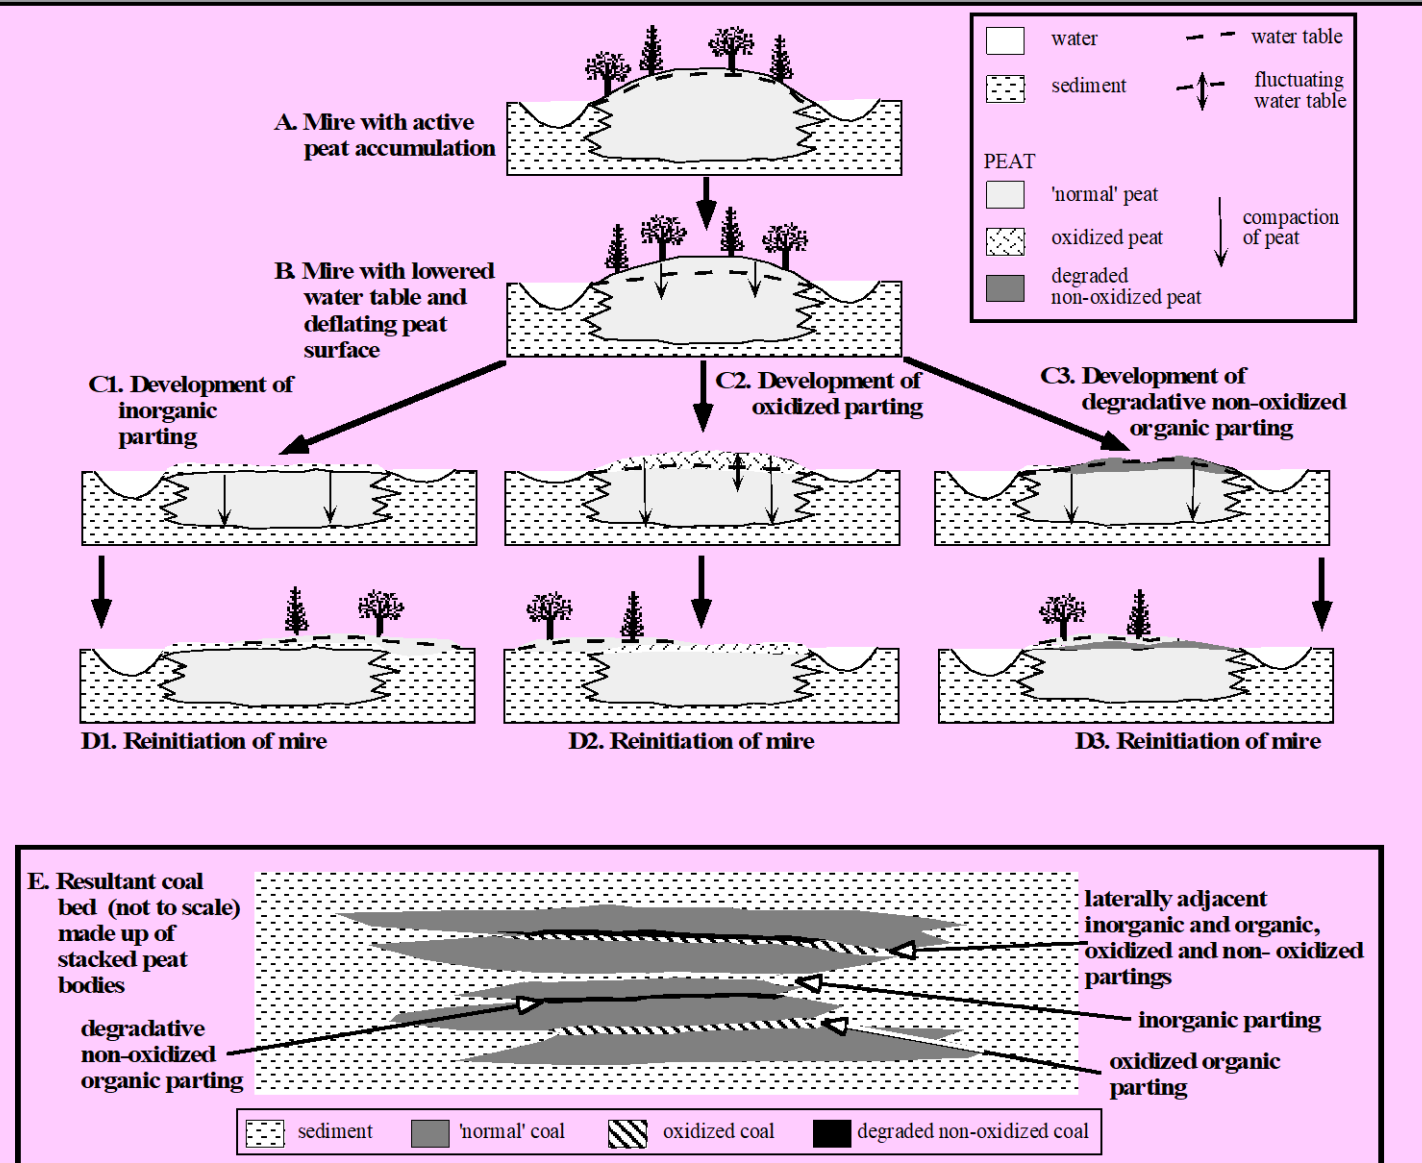 water
water table
sediment
fluctuating
water table
PEAT
'normal' peat
compaction
of peat
oxidized peat
degraded
non-oxidized peat
A. Mire with active
peat accumulation
B. Mire with lowered
water table and
deflating peat
surface
C1. Development of
inorganic
parting
C2. Development of
oxidized parting
C3. Development of
degradative non-oxidized
organic parting
D1. Reinitiation of mire
D2. Reinitiation of mire
D3. Reinitiation of mire
E. Resultant coal
bed (not to scale)
made up of
stacked peat
bodies
degradative
non-oxidized
organic parting
laterally adjacent
inorganic and organic,
oxidized and non- oxidized
partings
inorganic parting
oxidized organic
parting
sediment
'normal' coal
oxidized coal
degraded non-oxidized coal